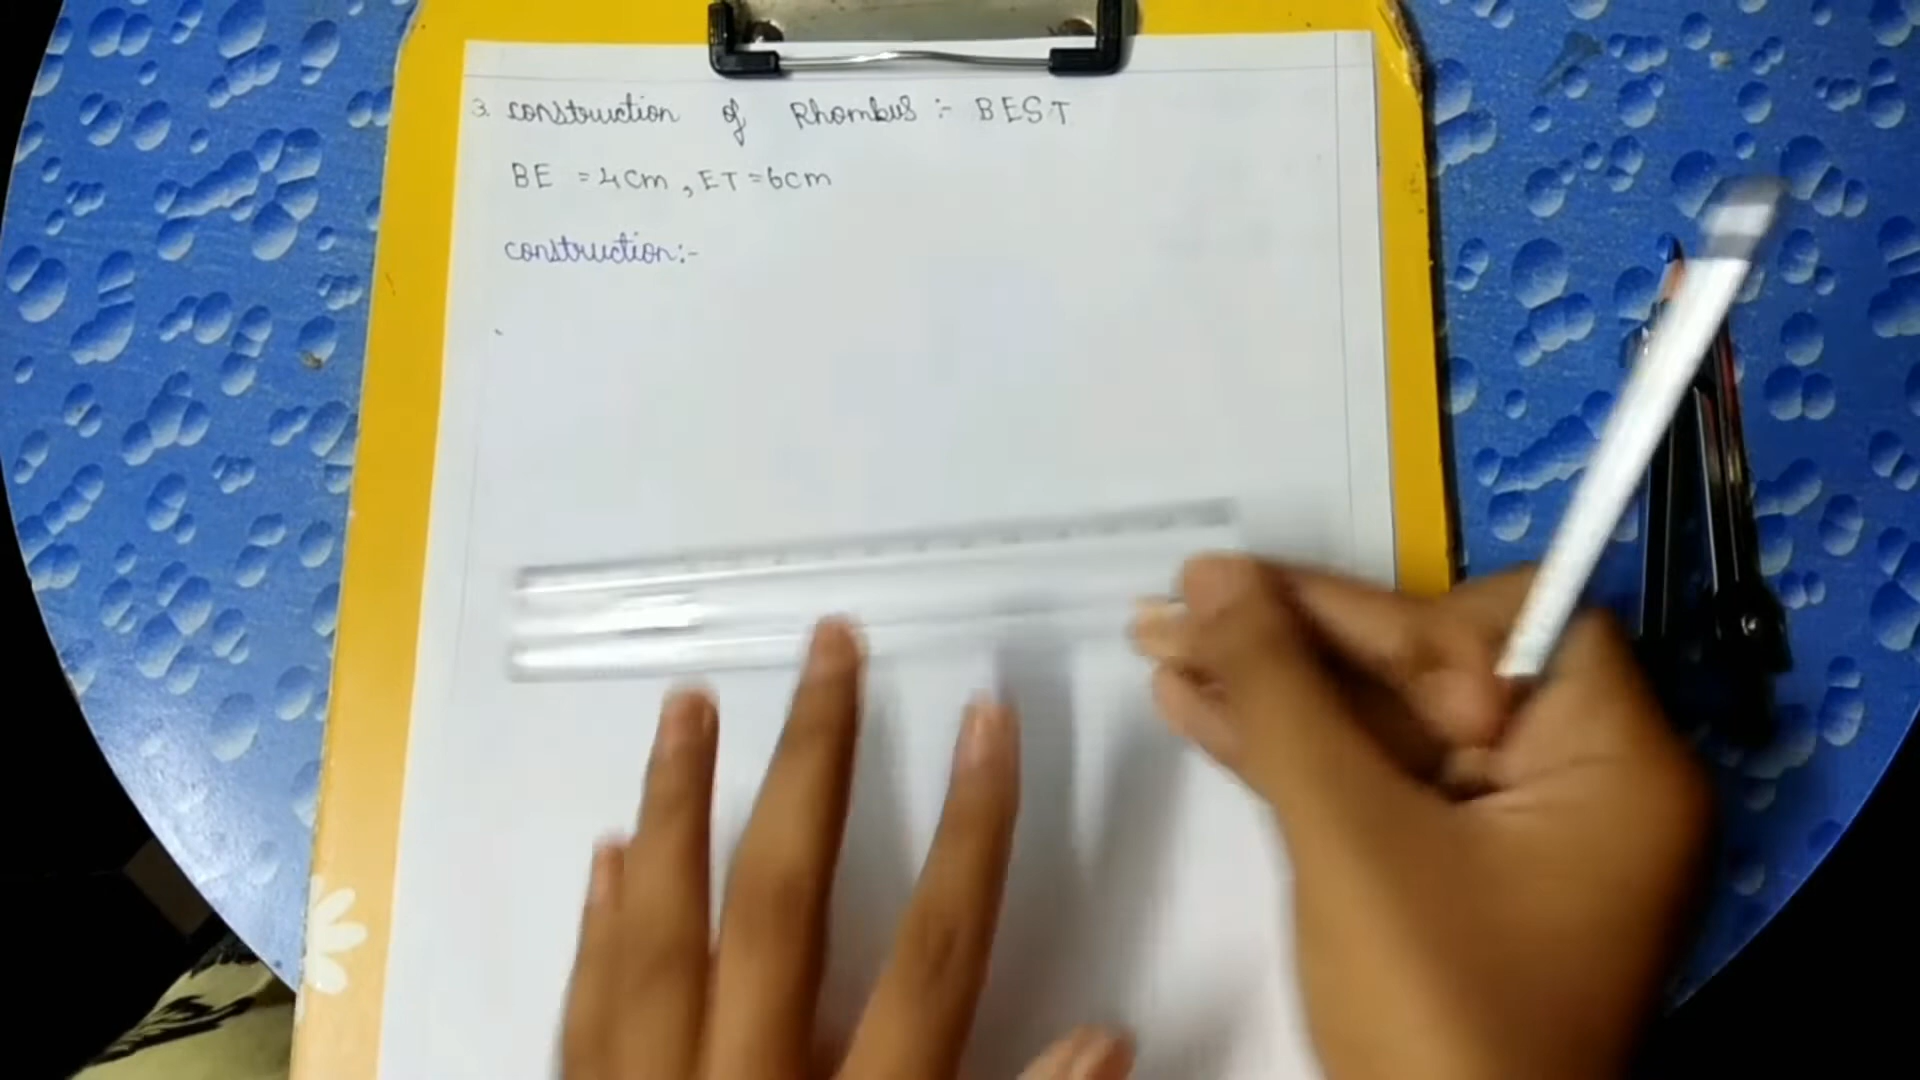 3. construction of Rhombus :- BEST
BE = 4cm, ET = 6cm
construction:-